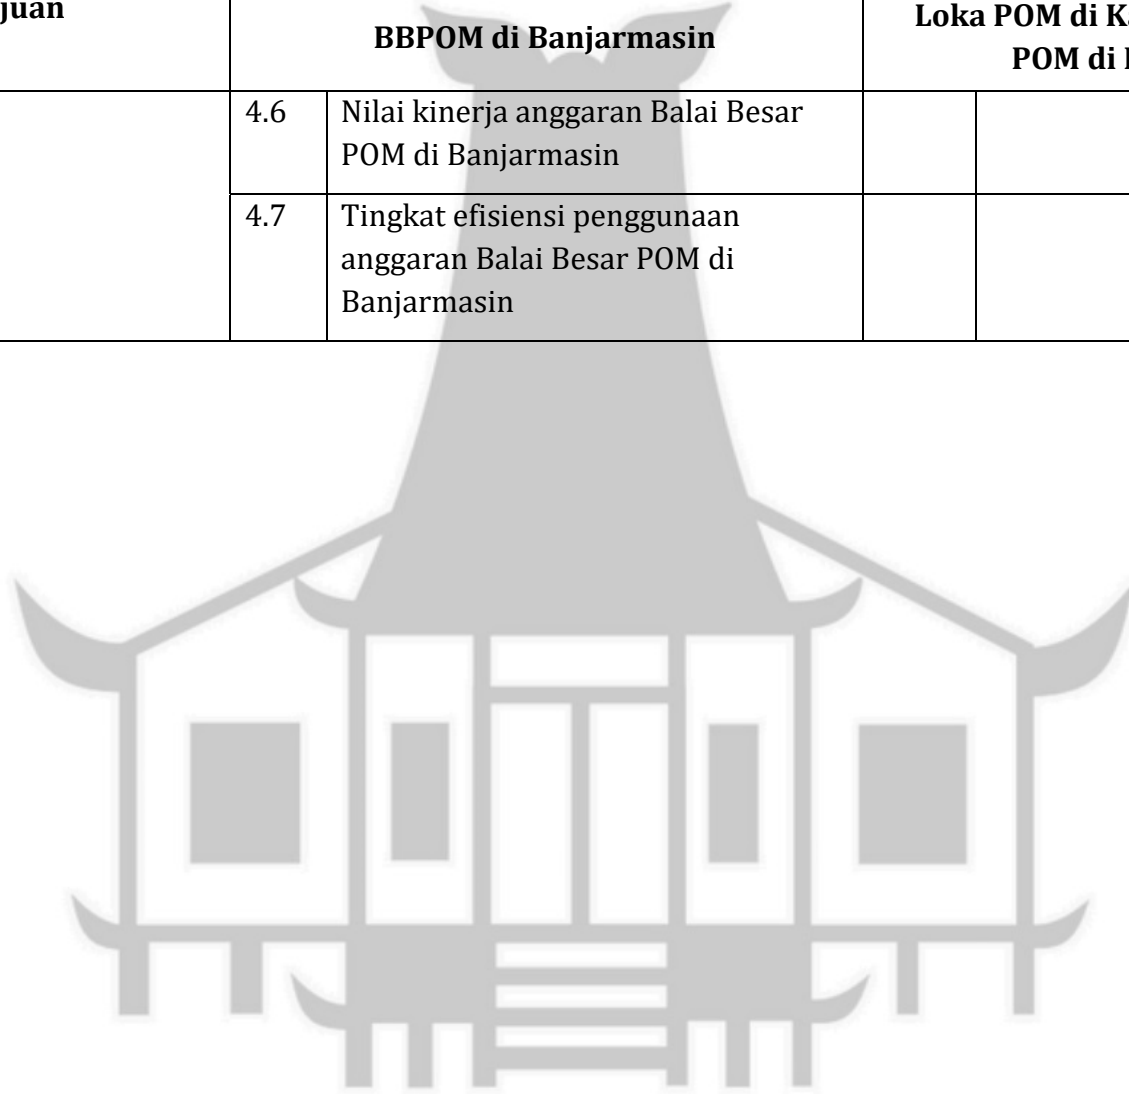 juan
BBPOM di Banjarmasin
Loka POM di
POM di
4.6 Nilai kinerja anggaran Balai Besar
POM di Banjarmasin
4.7 Tingkat efisiensi penggunaan
anggaran Balai Besar POM di
Banjarmasin